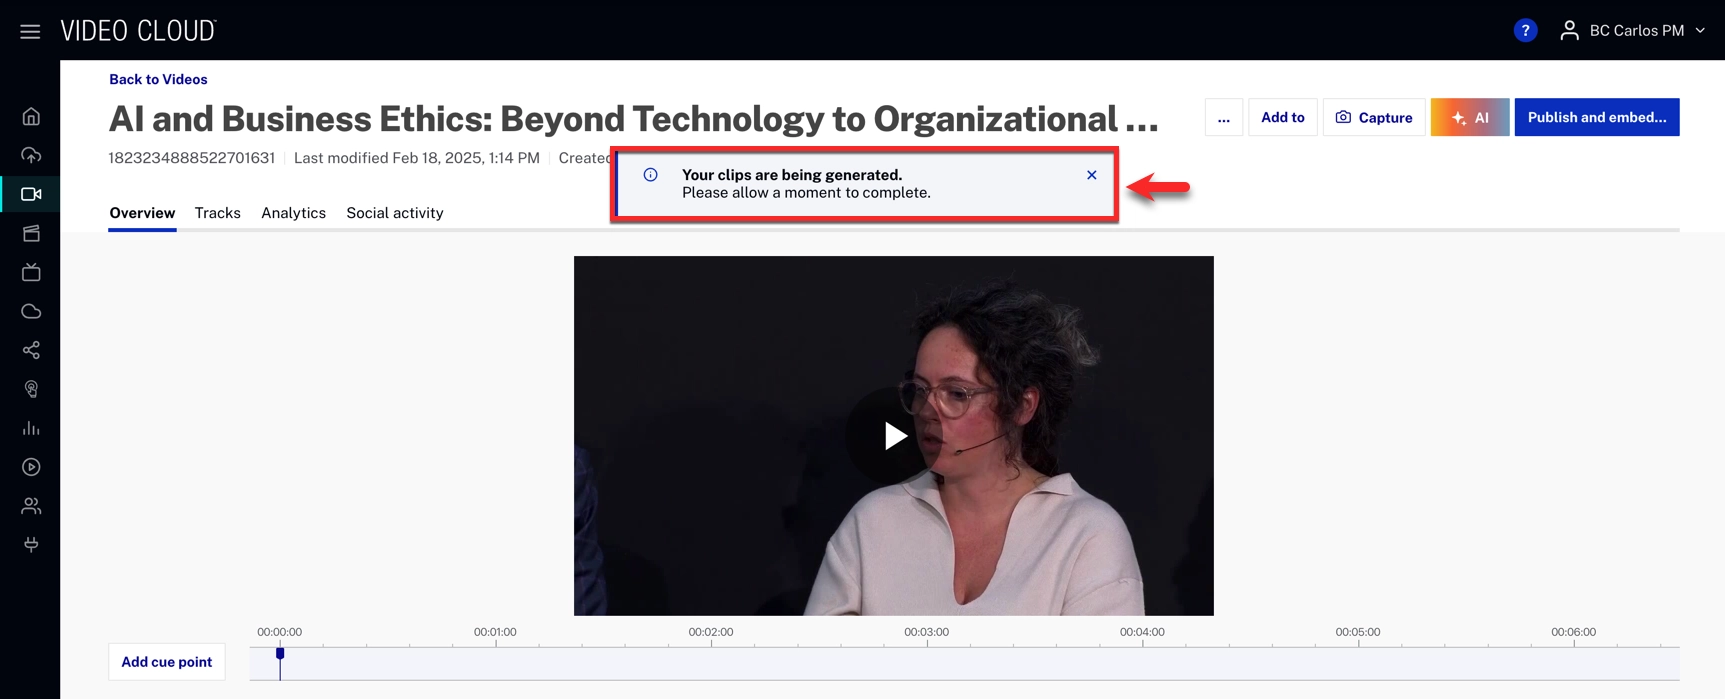 VIDEO CLOUD™
?
BC Carlos PM
Back to Videos
AI and Business Ethics: Beyond Technology to Organizational ...
...
Add to
Capture
AI
Publish and embed...
1823234888522701631
Last modified Feb 18, 2025, 1:14 PM
Created
Your clips are being generated.
Please allow a moment to complete.
Overview
Tracks
Analytics
Social activity
00:00:00
00:01:00
00:02:00
00:03:00
00:04:00
00:05:00
00:06:00
Add cue point